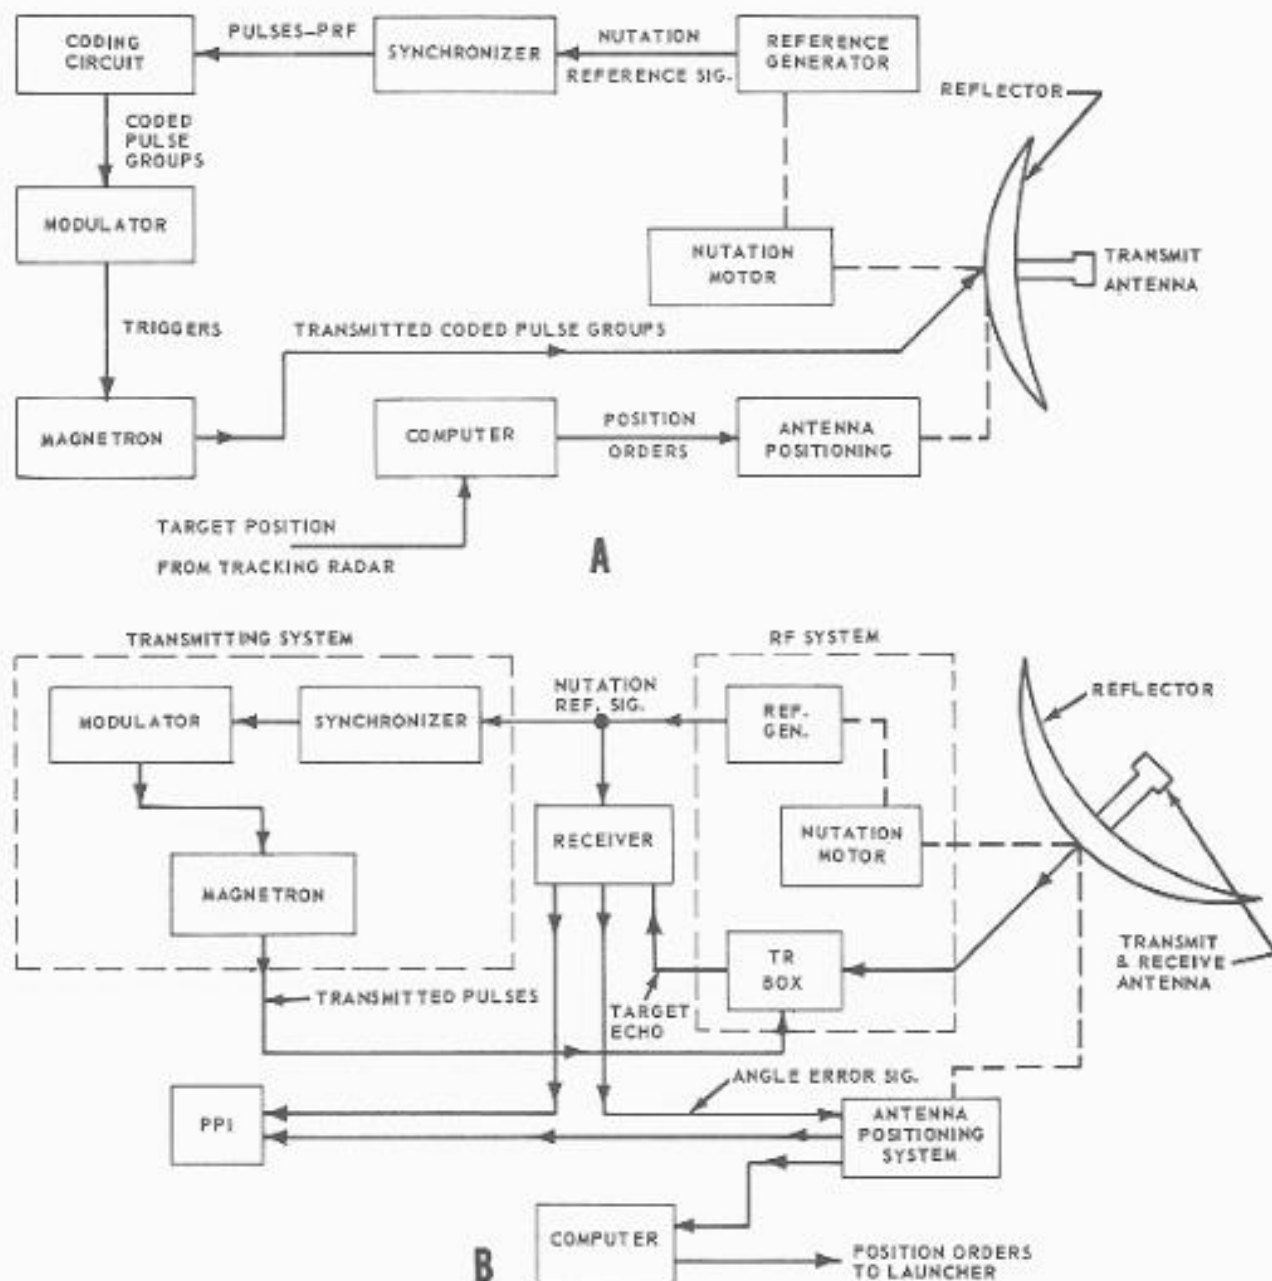 CODING
CIRCUIT
PULSES-PRF
SYNCHRONIZER
NUTATION
REFERENCE SIG.
REFERENCE
GENERATOR
REFLECTOR
CODED
PULSE
GROUPS
MODULATOR
NUTATION
MOTOR
TRANSMIT
ANTENNA
TRIGGERS
TRANSMITTED CODED PULSE GROUPS
MAGNETRON
COMPUTER
POSITION
ORDERS
ANTENNA
POSITIONING
TARGET POSITION
FROM TRACKING RADAR
A
TRANSMITTING SYSTEM
RF SYSTEM
MODULATOR
SYNCHRONIZER
NUTATION
REF. SIG.
REF.
GEN.
REFLECTOR
RECEIVER
NUTATION
MOTOR
MAGNETRON
TR
BOX
TRANSMIT
& RECEIVE
ANTENNA
TRANSMITTED PULSES
TARGET
ECHO
ANGLE ERROR SIG.
PPI
ANTENNA
POSITIONING
SYSTEM
COMPUTER
B
POSITION ORDERS
TO LAUNCHER